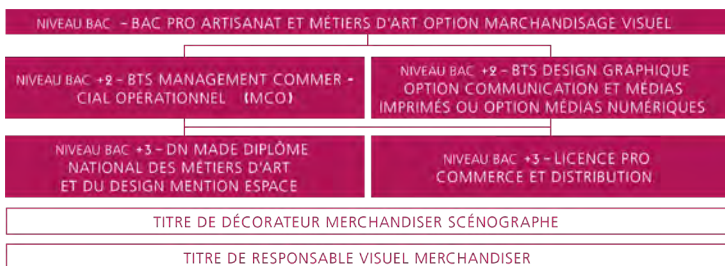 NIVEAU BAC - BAC PRO ARTISANAT ET MÉTIERS D'ART OPTION MARCHANDISAGE VISUEL
NIVEAU BAC +2 - BTS MANAGEMENT COMMER -
CIAL OPÉRATIONNEL (MCO)
NIVEAU BAC +2 - BTS DESIGN GRAPHIQUE
OPTION COMMUNICATION ET MÉDIAS
IMPRIMÉS OU OPTION MÉDIAS NUMÉRIQUES
NIVEAU BAC +3 - DN MADE DIPLÔME
NATIONAL DES MÉTIERS D'ART
ET DU DESIGN MENTION ESPACE
NIVEAU BAC +3 - LICENCE PRO
COMMERCE ET DISTRIBUTION
TITRE DE DÉCORATEUR MERCHANDISER SCÉNOGRAPHE
TITRE DE RESPONSABLE VISUEL MERCHANDISER